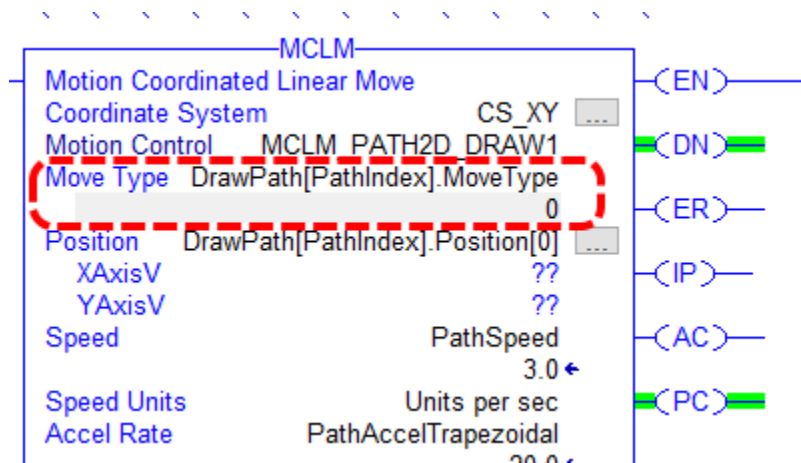 MCLM
Motion Coordinated Linear Move
EN
Coordinate System CS_XY ...
Motion Control MCLM_PATH2D_DRAW1
DN
Move Type DrawPath[PathIndex].MoveType
0
ER
Position DrawPath[PathIndex].Position[0] ...
XAxisV ??
IP
YAxisV ??
Speed PathSpeed
AC
3.0
Speed Units Units per sec
PC
Accel Rate PathAccelTrapezoidal